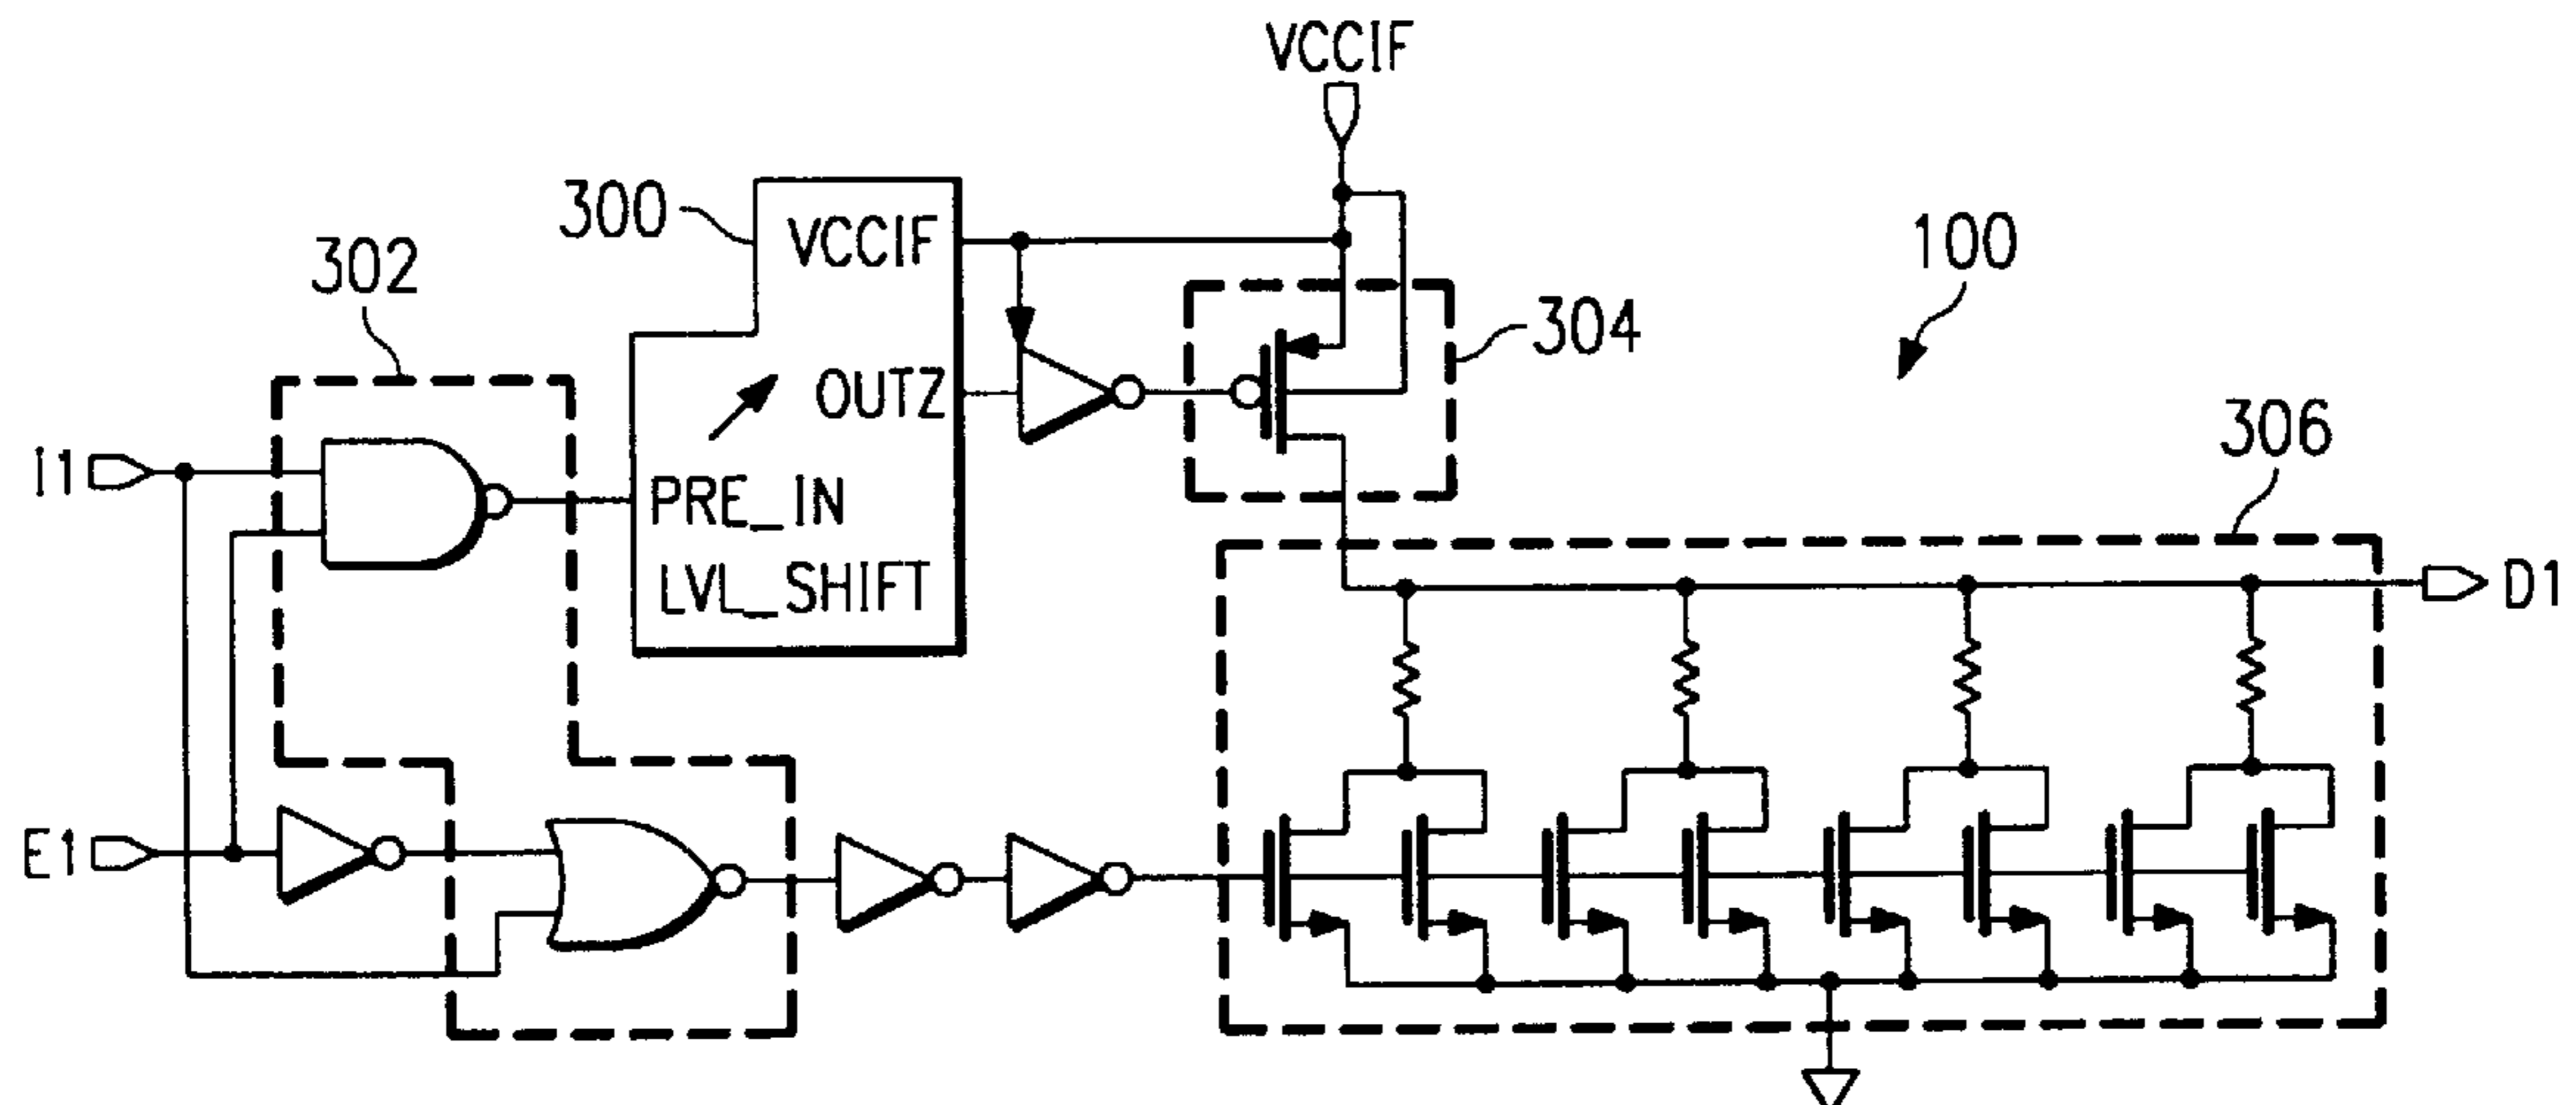 VCCIF
300
VCCIF
302
100
304
OUTZ
306
I1
PRE_IN
LVL_SHIFT
D1
E1